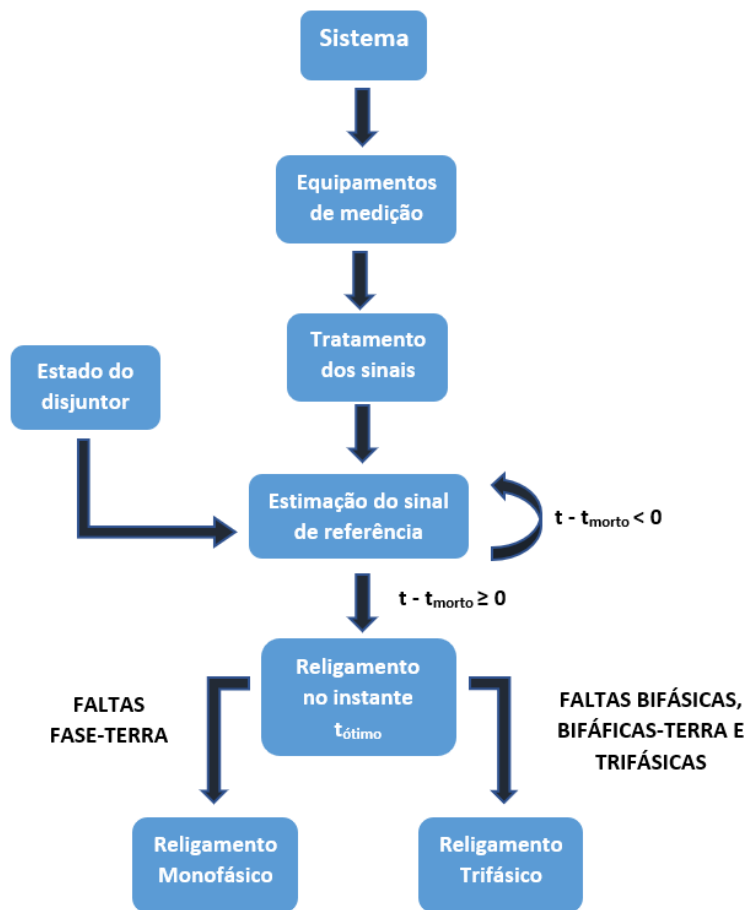 Sistema
Equipamentos
de medição
Tratamento
dos sinais
Estado do
disjuntor
Estimação do sinal
de referência
t - tmorto < 0
t - tmorto ≥ 0
Religamento
no instante
tótimo
FALTAS
FASE-TERRA
FALTAS BIFÁSICAS,
BIFÁFICAS-TERRA E
TRIFÁSICAS
Religamento
Monofásico
Religamento
Trifásico